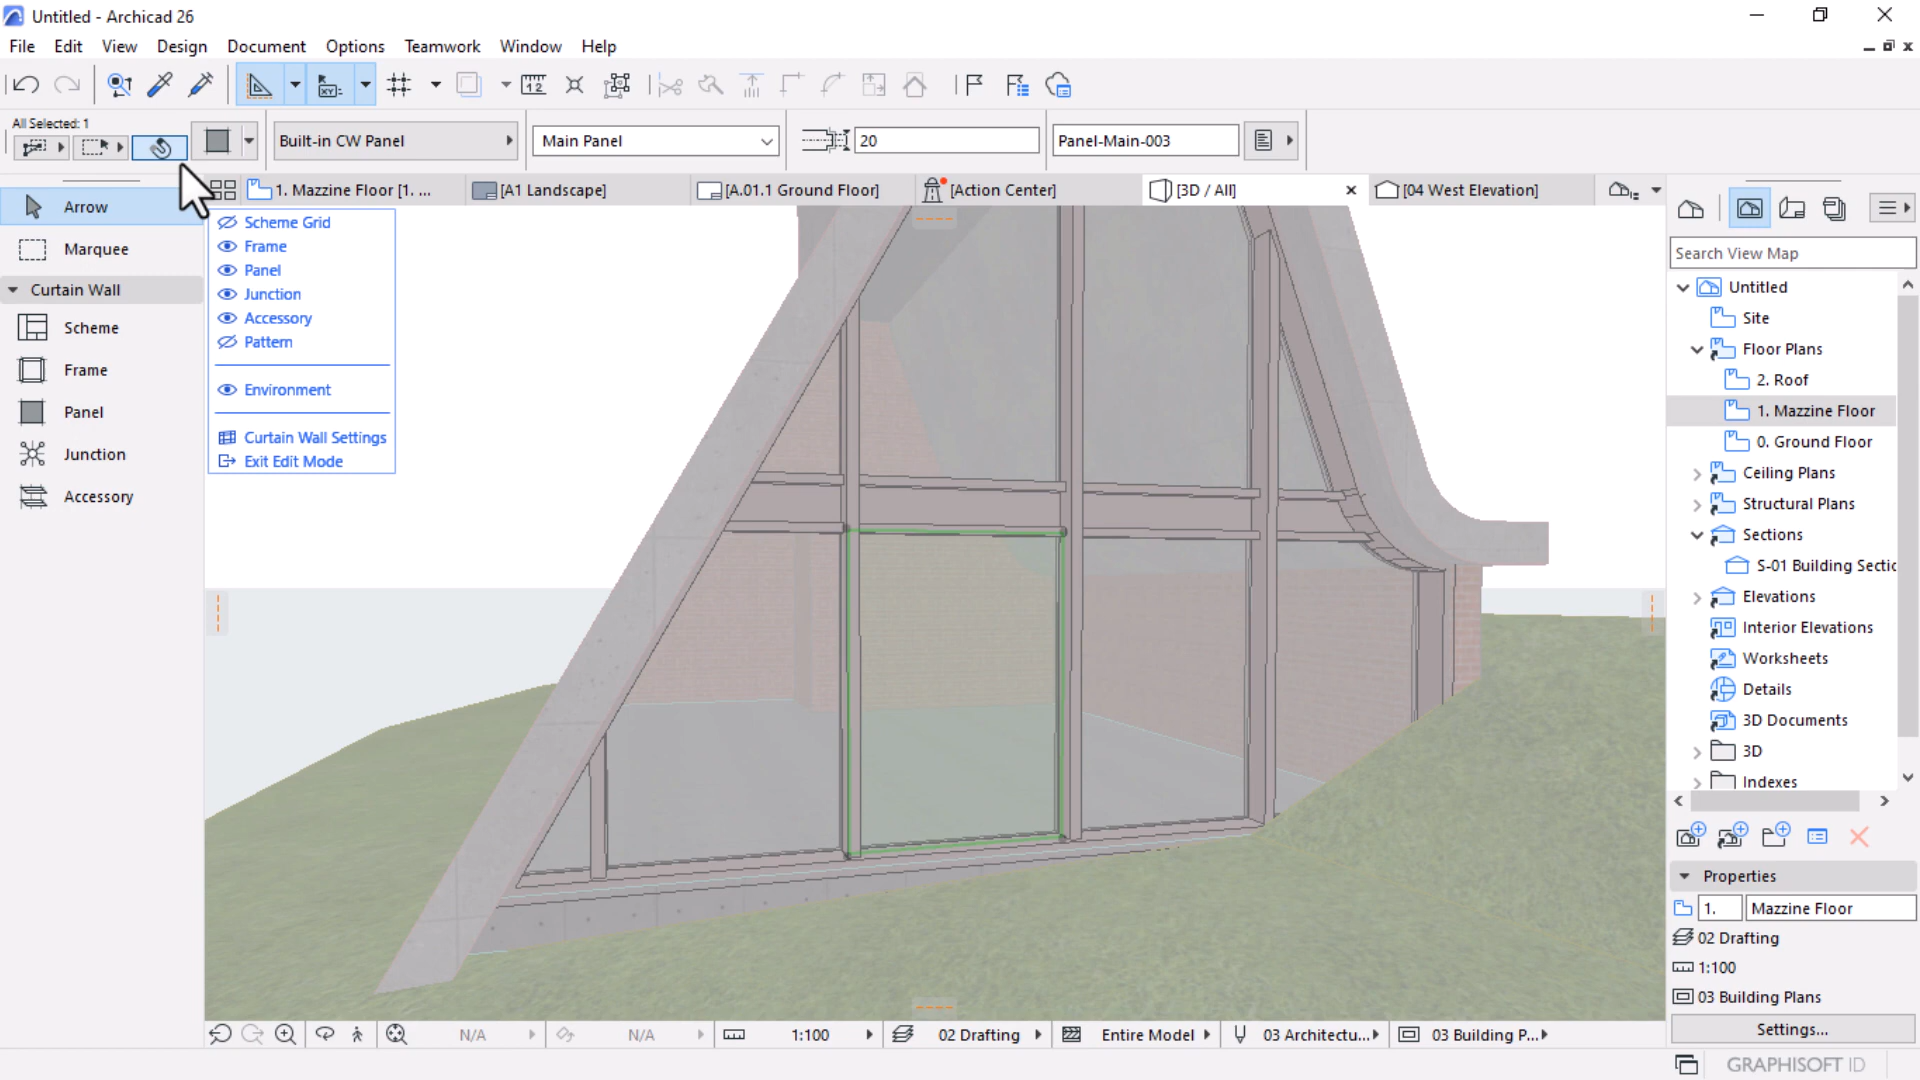 Untitled - Archicad 26
File Edit View Design Document Options Teamwork Window Help
All Selected: 1
Built-in CW Panel
Main Panel
20
Panel-Main-003
1. Mazzine Floor [1. ...
[A1 Landscape]
[A.01.1 Ground Floor]
[Action Center]
[3D / All]
[04 West Elevation]
Arrow
Marquee
Curtain Wall
Scheme
Frame
Panel
Junction
Accessory
Scheme Grid
Frame
Panel
Junction
Accessory
Pattern
Environment
Curtain Wall Settings
Exit Edit Mode
Search View Map
Untitled
Site
Floor Plans
2. Roof
1. Mazzine Floor
0. Ground Floor
Ceiling Plans
Structural Plans
Sections
S-01 Building Sectic
Elevations
Interior Elevations
Worksheets
Details
3D Documents
3D
Indexes
Properties
1. Mazzine Floor
02 Drafting
1:100
03 Building Plans
Settings...
N/A
N/A
1:100
02 Drafting
Entire Model
03 Architectu...
03 Building P...
GRAPHISOFT ID